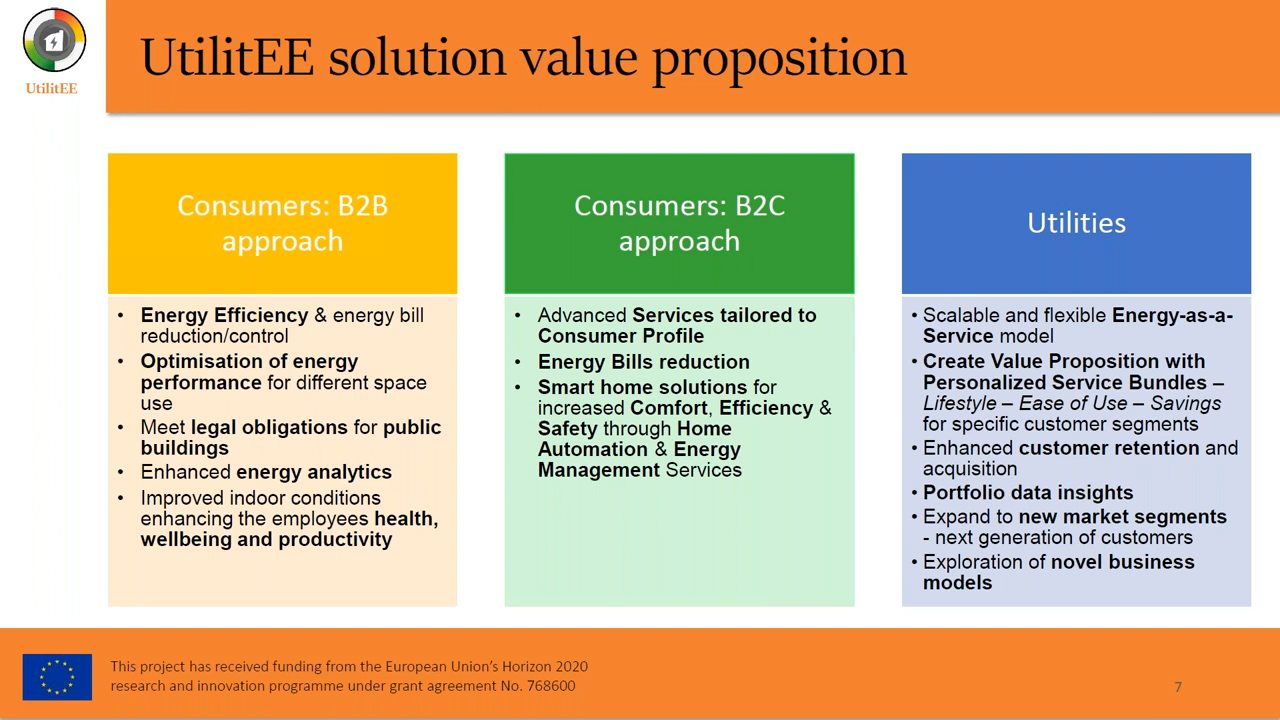 UtilitEE
UtilitEE solution value proposition
Consumers: B2B
approach
• Energy Efficiency & energy bill
reduction/control
• Optimisation of energy
performance for different space
use
• Meet legal obligations for public
buildings
• Enhanced energy analytics
• Improved indoor conditions
enhancing the employees health,
wellbeing and productivity
Consumers: B2C
approach
• Advanced Services tailored to
Consumer Profile
• Energy Bills reduction
• Smart home solutions for
increased Comfort, Efficiency &
Safety through Home
Automation & Energy
Management Services
Utilities
• Scalable and flexible Energy-as-a-
Service model
• Create Value Proposition with
Personalized Service Bundles –
Lifestyle – Ease of Use – Savings
for specific customer segments
• Enhanced customer retention and
acquisition
• Portfolio data insights
• Expand to new market segments
- next generation of customers
• Exploration of novel business
models
This project has received funding from the European Union’s Horizon 2020
research and innovation programme under grant agreement No. 768600
7